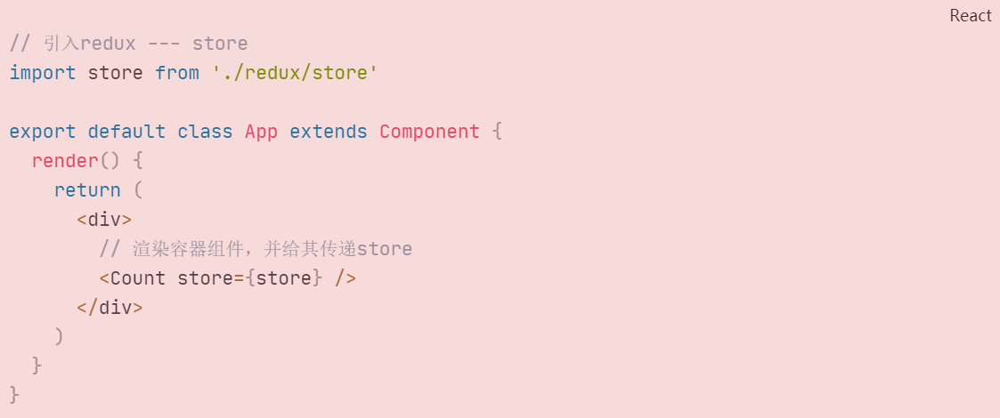 React
// 引入redux --- store
import store from './redux/store'

export default class App extends Component {
  render() {
    return (
      <div>
        // 渲染容器组件，并给其传递store
        <Count store={store} />
      </div>
    )
  }
}